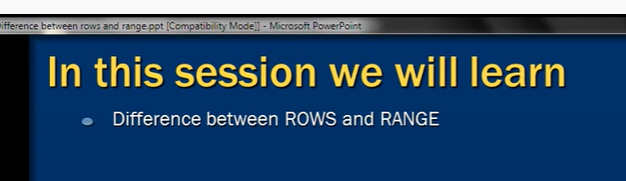 ifference between rows and range.ppt [Compatibility Mode]] - Microsoft PowerPoint
In this session we will learn
Difference between ROWS and RANGE